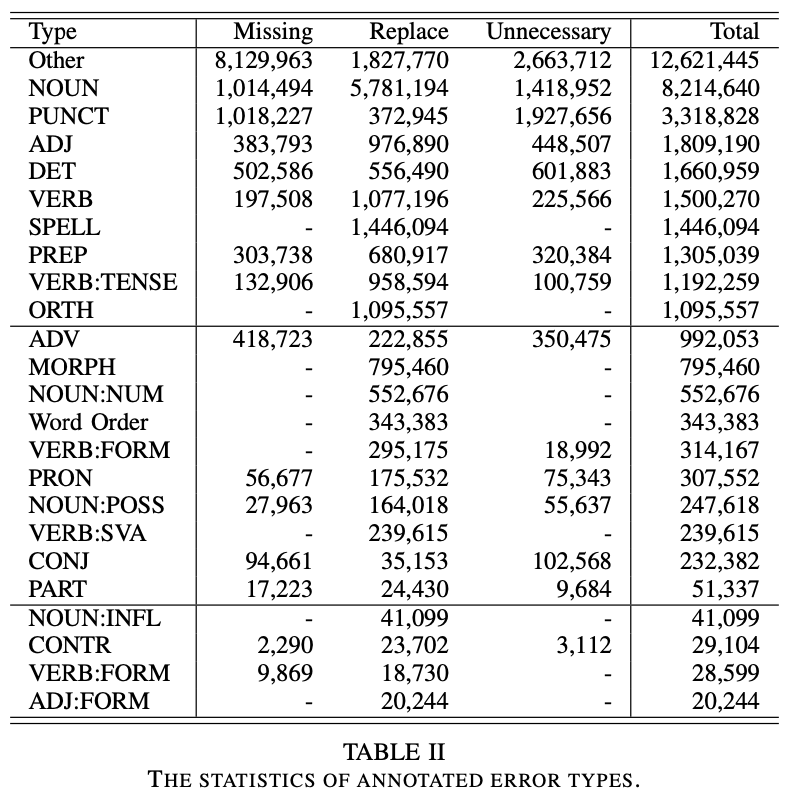 Type Missing Replace Unnecessary Total
Other 8,129,963 1,827,770 2,663,712 12,621,445
NOUN 1,014,494 5,781,194 1,418,952 8,214,640
PUNCT 1,018,227 372,945 1,927,656 3,318,828
ADJ 383,793 976,890 448,507 1,809,190
DET 502,586 556,490 601,883 1,660,959
VERB 197,508 1,077,196 225,566 1,500,270
SPELL - 1,446,094 - 1,446,094
PREP 303,738 680,917 320,384 1,305,039
VERB:TENSE 132,906 958,594 100,759 1,192,259
ORTH - 1,095,557 - 1,095,557
ADV 418,723 222,855 350,475 992,053
MORPH - 795,460 - 795,460
NOUN:NUM - 552,676 - 552,676
Word Order - 343,383 - 343,383
VERB:FORM - 295,175 18,992 314,167
PRON 56,677 175,532 75,343 307,552
NOUN:POSS 27,963 164,018 55,637 247,618
VERB:SVA - 239,615 - 239,615
CONJ 94,661 35,153 102,568 232,382
PART 17,223 24,430 9,684 51,337
NOUN:INFL - 41,099 - 41,099
CONTR 2,290 23,702 3,112 29,104
VERB:FORM 9,869 18,730 - 28,599
ADJ:FORM - 20,244 - 20,244
TABLE II
THE STATISTICS OF ANNOTATED ERROR TYPES.